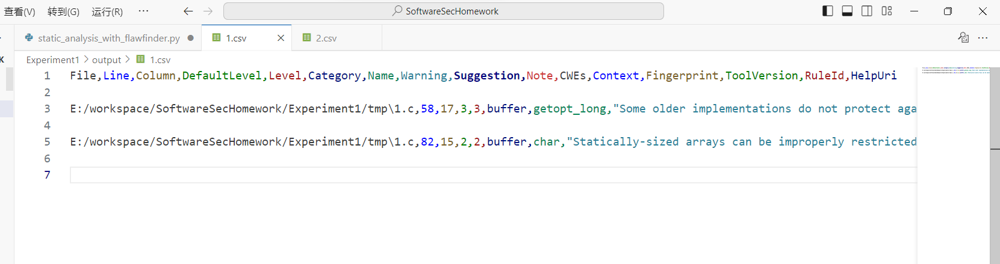 查看(V) 转到(G) 运行(R) ··· SoftwareSecHomework
static_analysis_with_flawfinder.py 1.csv 2.csv
K
Experiment1 > output > 1.csv
1 File,Line,Column,DefaultLevel,Level,Category,Name,Warning,Suggestion,Note,CWEs,Context,Fingerprint,ToolVersion,RuleId,HelpUri
2
3 E:/workspace/SoftwareSecHomework/Experiment1/tmp\1.c,58,17,3,3,buffer,getopt_long,"Some older implementations do not protect aga
4
5 E:/workspace/SoftwareSecHomework/Experiment1/tmp\1.c,82,15,2,2,buffer,char,"Statically-sized arrays can be improperly restricted
6
7